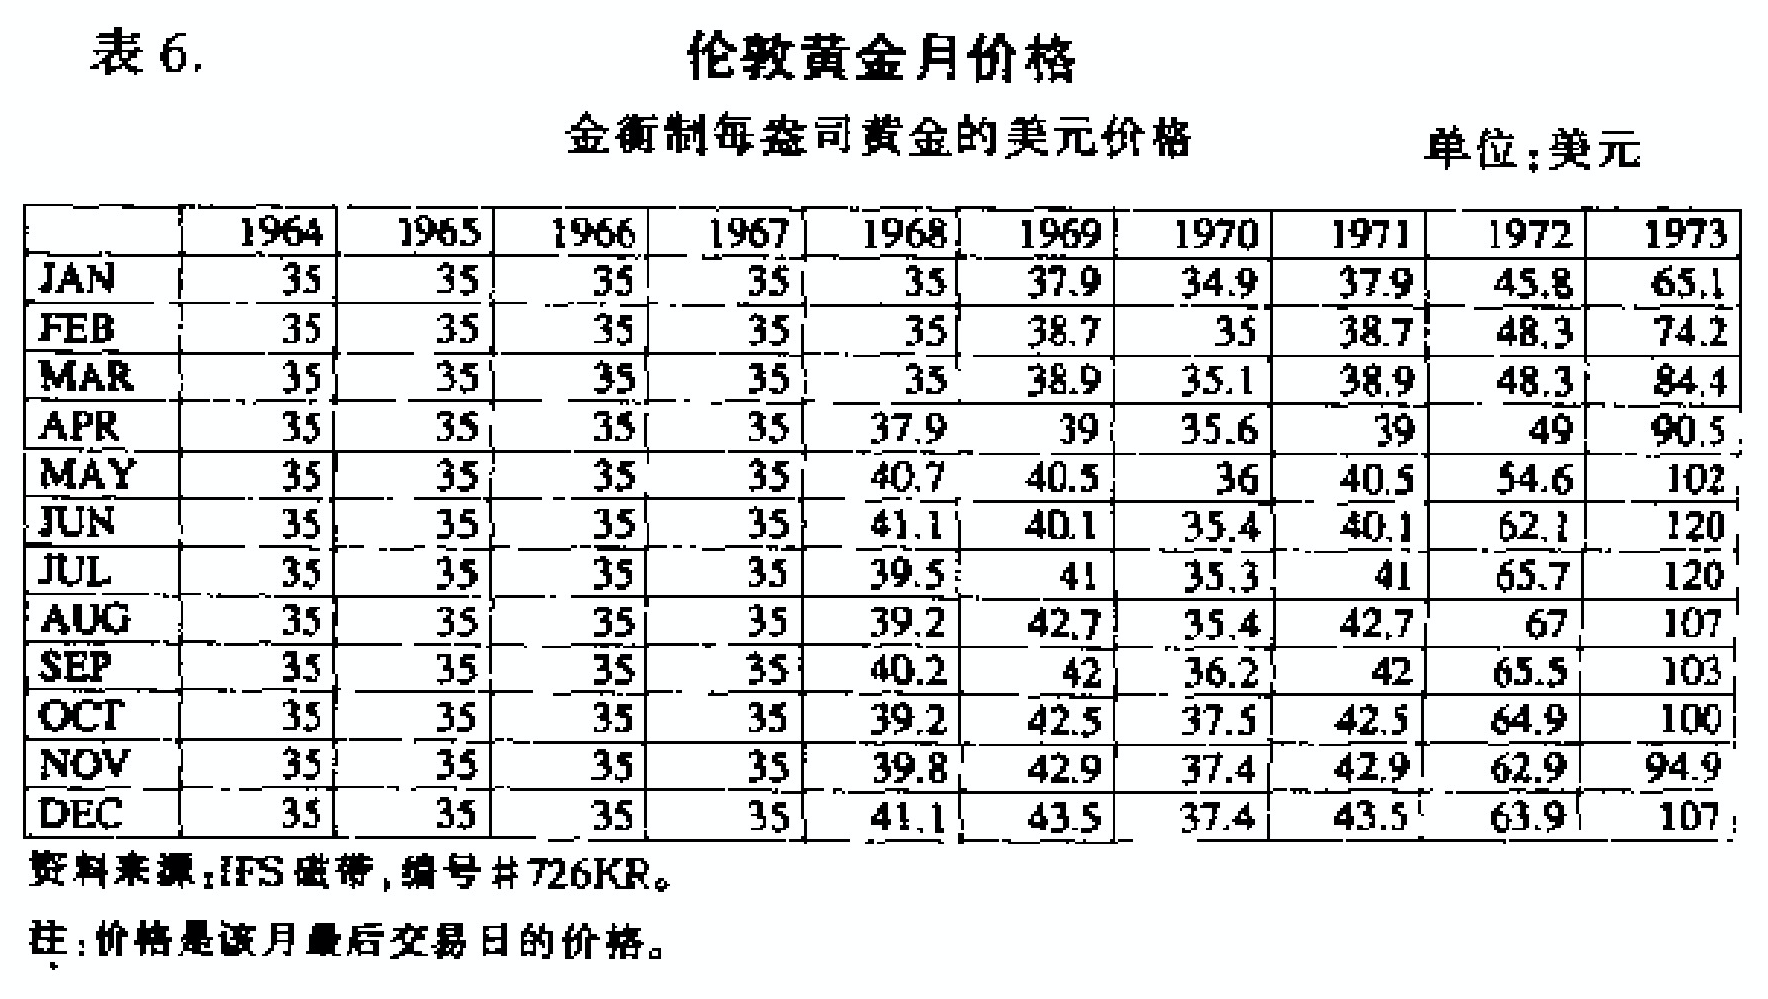 表6.
伦敦黄金月价格
金衡制每盎司黄金的美元价格 单位:美元
1964 1965 1966 1967 1968 1969 1970 1971 1972 1973
JAN 35 35 35 35 35 37.9 34.9 37.9 45.8 65.1
FEB 35 35 35 35 35 38.7 35 38.7 48.3 74.2
MAR 35 35 35 35 35 38.9 35.1 38.9 48.3 84.4
APR 35 35 35 35 37.9 39 35.6 39 49 90.5
MAY 35 35 35 35 40.7 40.5 36 40.5 54.6 102
JUN 35 35 35 35 41.1 40.1 35.4 40.1 62.1 120
JUL 35 35 35 35 39.5 41 35.3 41 65.7 120
AUG 35 35 35 35 39.2 42.7 35.4 42.7 67 107
SEP 35 35 35 35 40.2 42 36.2 42 65.5 103
OCT 35 35 35 35 39.2 42.5 37.5 42.5 64.9 100
NOV 35 35 35 35 39.8 42.9 37.4 42.9 62.9 94.9
DEC 35 35 35 35 41.1 43.5 37.4 43.5 63.9 107
资料来源:IFS磁带,编号#726KR。
注:价格是该月最后交易日的价格。